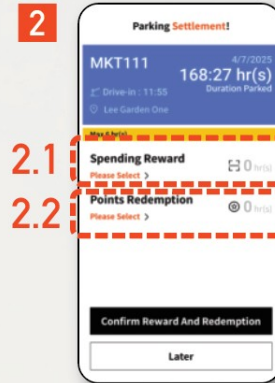 2
Parking Settlement!
MKT111
4/7/2025
168:27 hr(s)
Duration Parked
Drive-in : 11:55
Lee Garden One
Max 6 hr(s)
2.1
Spending Reward
0 hr(s)
Please Select >
2.2
Points Redemption
0 hr(s)
Please Select >
Confirm Reward And Redemption
Later